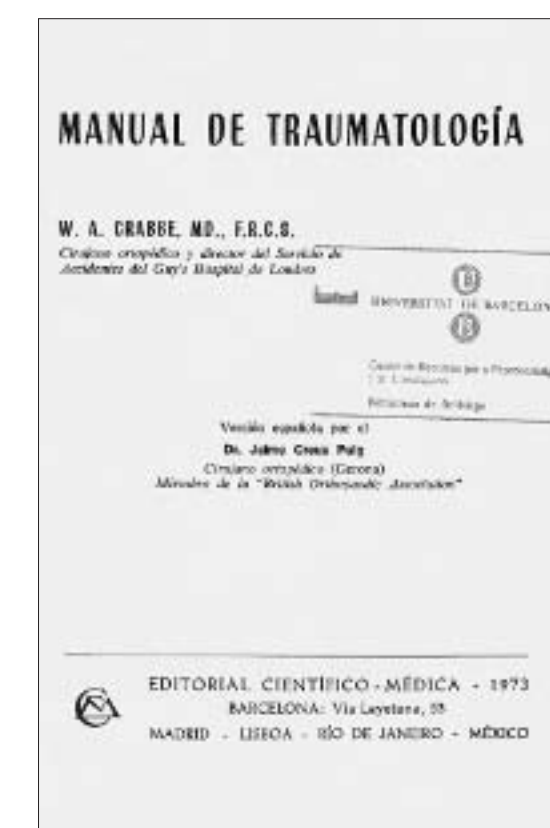 MANUAL DE TRAUMATOLOGÍA
W. A. CRABBE, MD., F.R.C.S.
Cirujano ortopédico y director del Servicio de
Accidentes del Guy's Hospital de Londres
UNIVERSITAT DE BARCELONA
Versión española por el
Dr. Jaime Creus Puig
Cirujano ortopédico (Gerona)
Miembro de la "British Orthopaedic Association"
EDITORIAL CIENTÍFICO-MÉDICA - 1973
BARCELONA: Vía Layetana, 53
MADRID - LISBOA - RÍO DE JANEIRO - MÉXICO